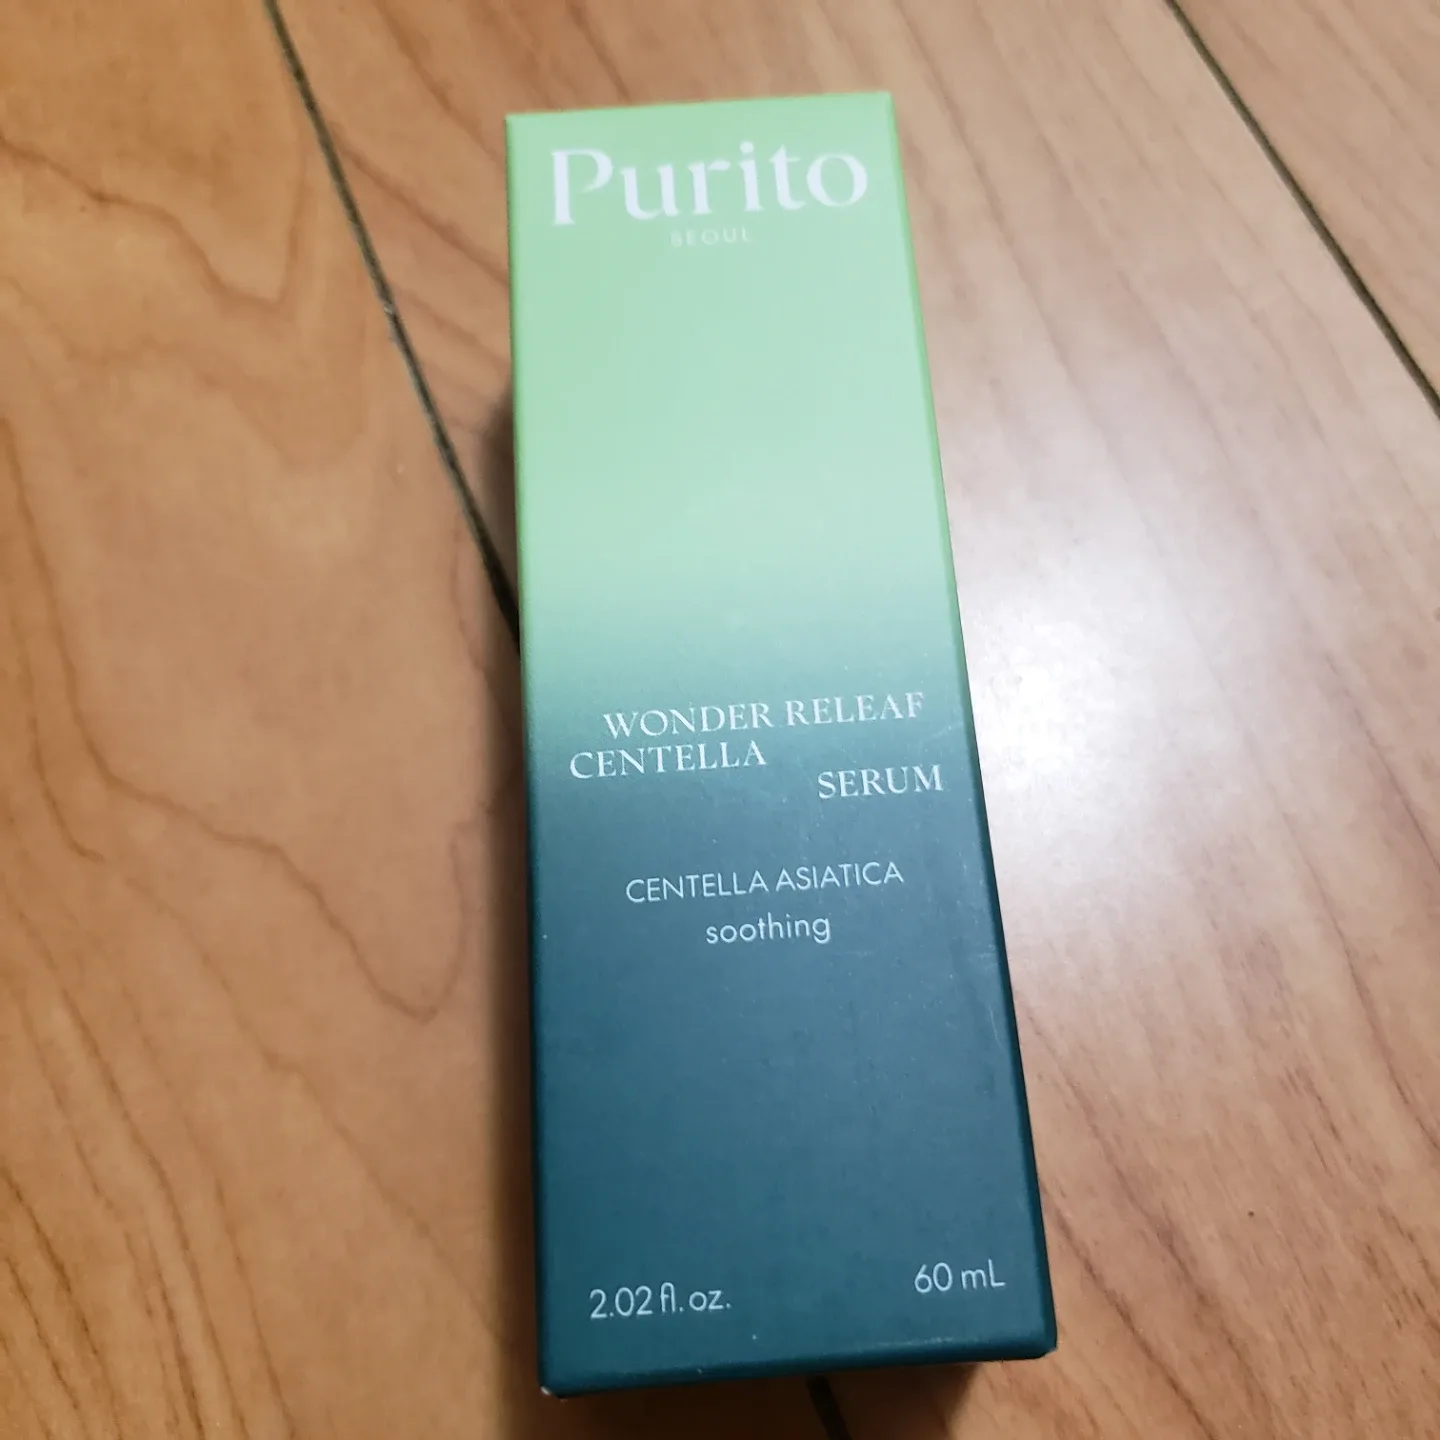 Purito
SEOUL
WONDER RELEAF
CENTELLA
SERUM
CENTELLA ASIATICA
soothing
2.02 fl. oz.
60 mL